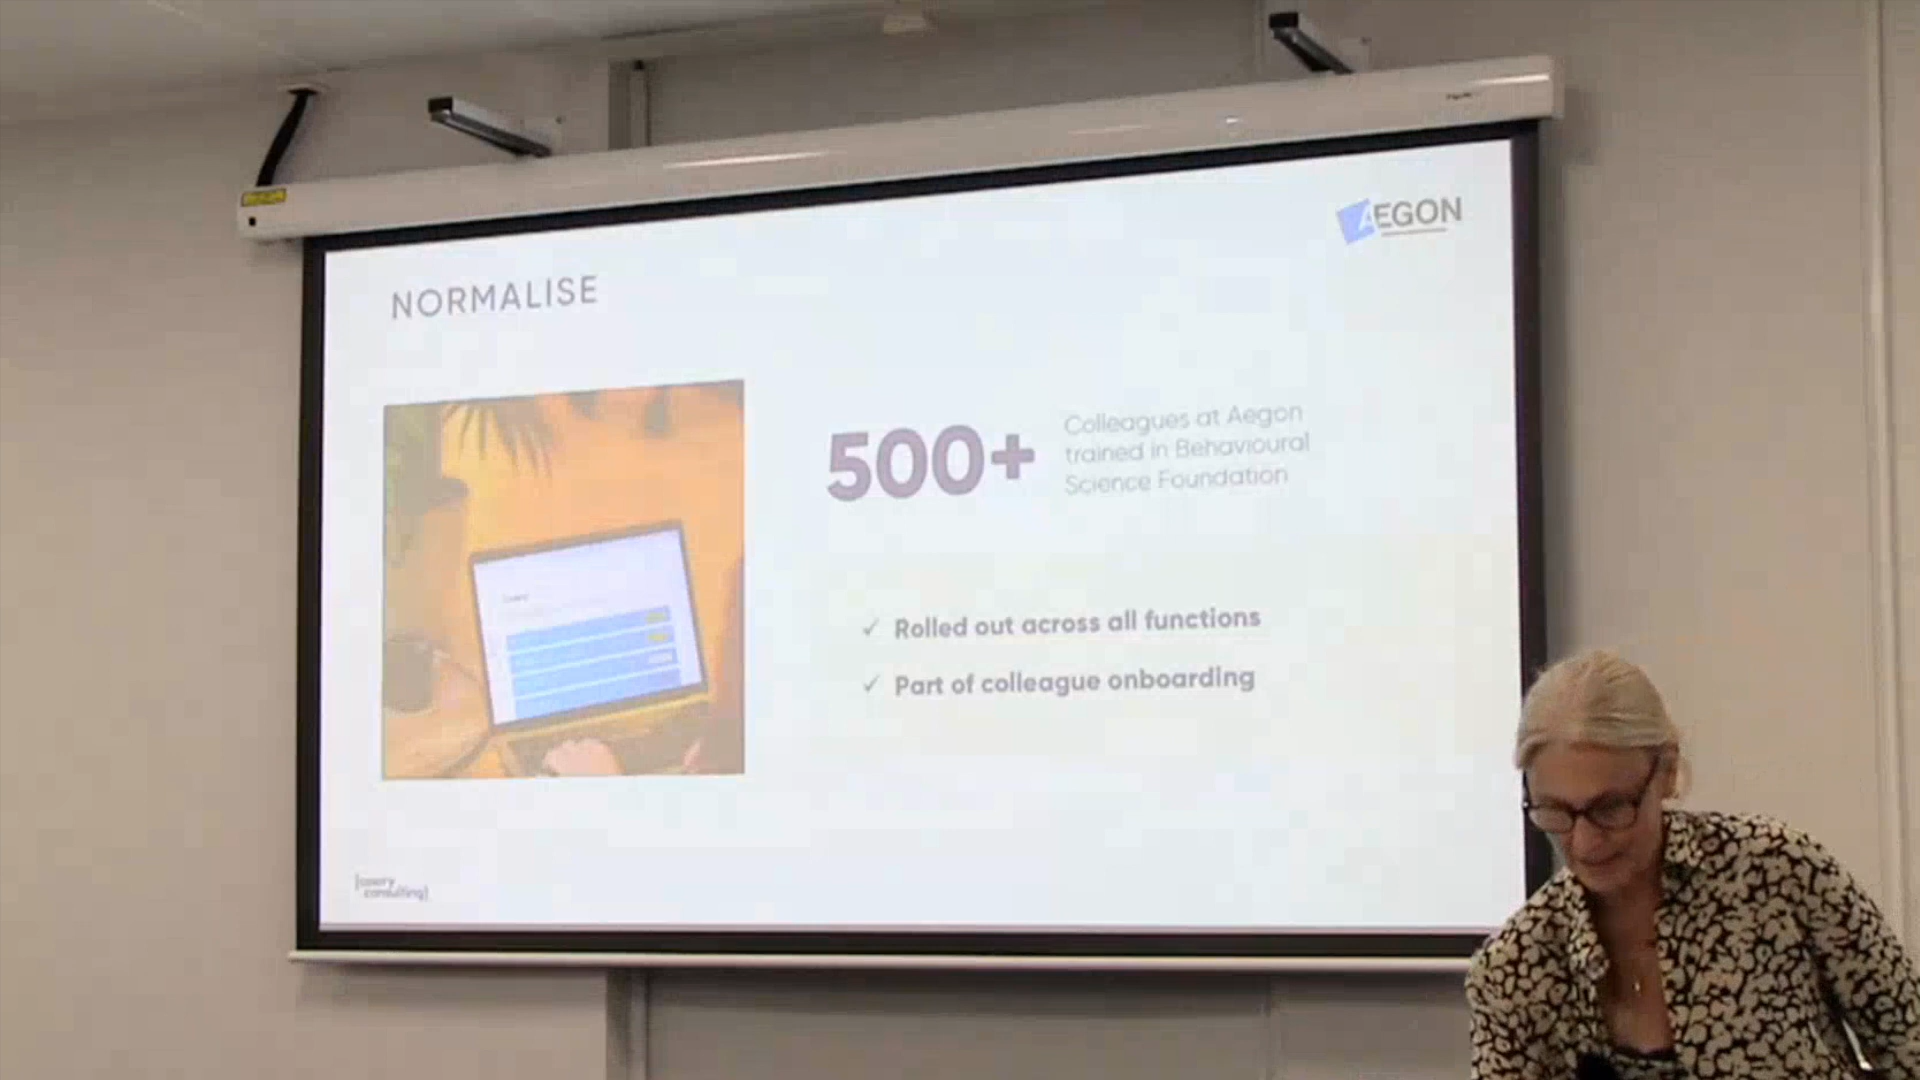 AEGON
NORMALISE
500+
Colleagues at Aegon
trained in Behavioural
Science Foundation
✓ Rolled out across all functions
✓ Part of colleague onboarding
consulting]